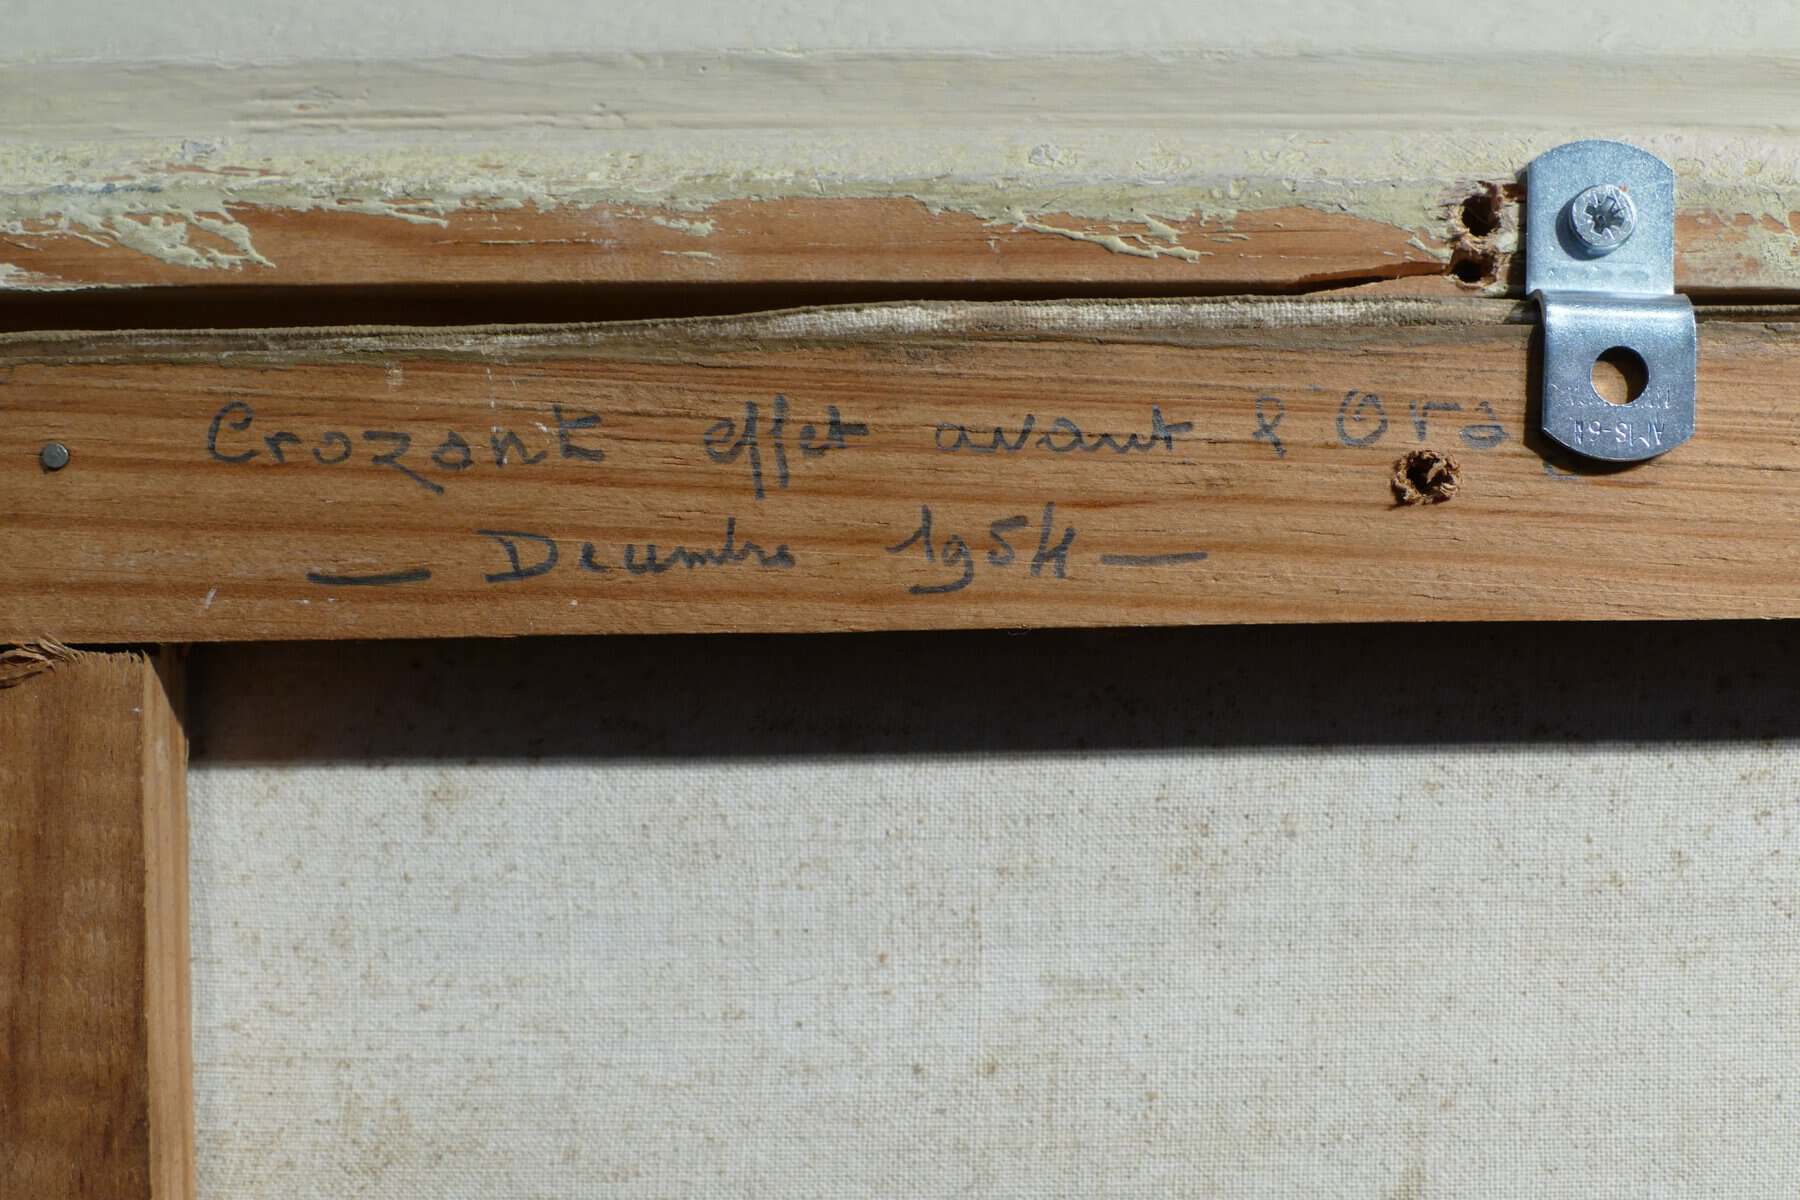 Crozant effet avant l'Ora
— Decembre 1954 —